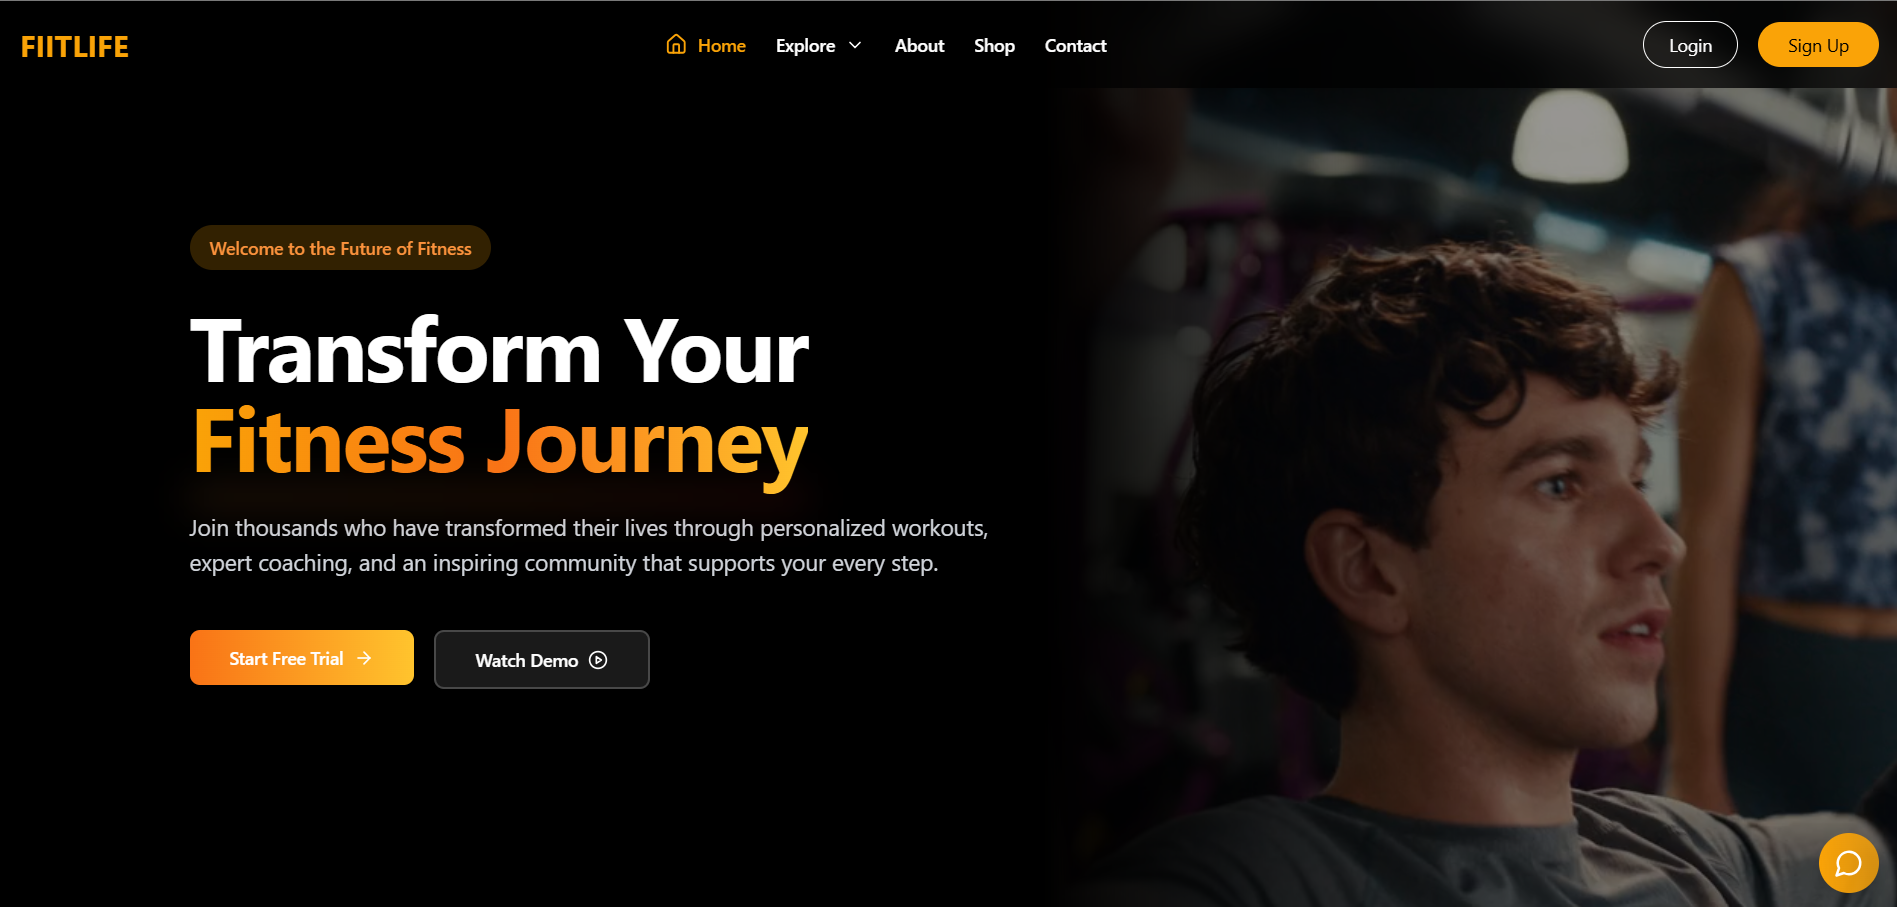 FIITLIFE
Home
Explore
About
Shop
Contact
Login
Sign Up
Welcome to the Future of Fitness
Transform Your
Fitness Journey
Join thousands who have transformed their lives through personalized workouts,
expert coaching, and an inspiring community that supports your every step.
Start Free Trial
Watch Demo